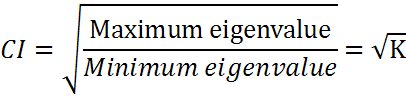 CI = √(Maximum eigenvalue / Minimum eigenvalue) = √K